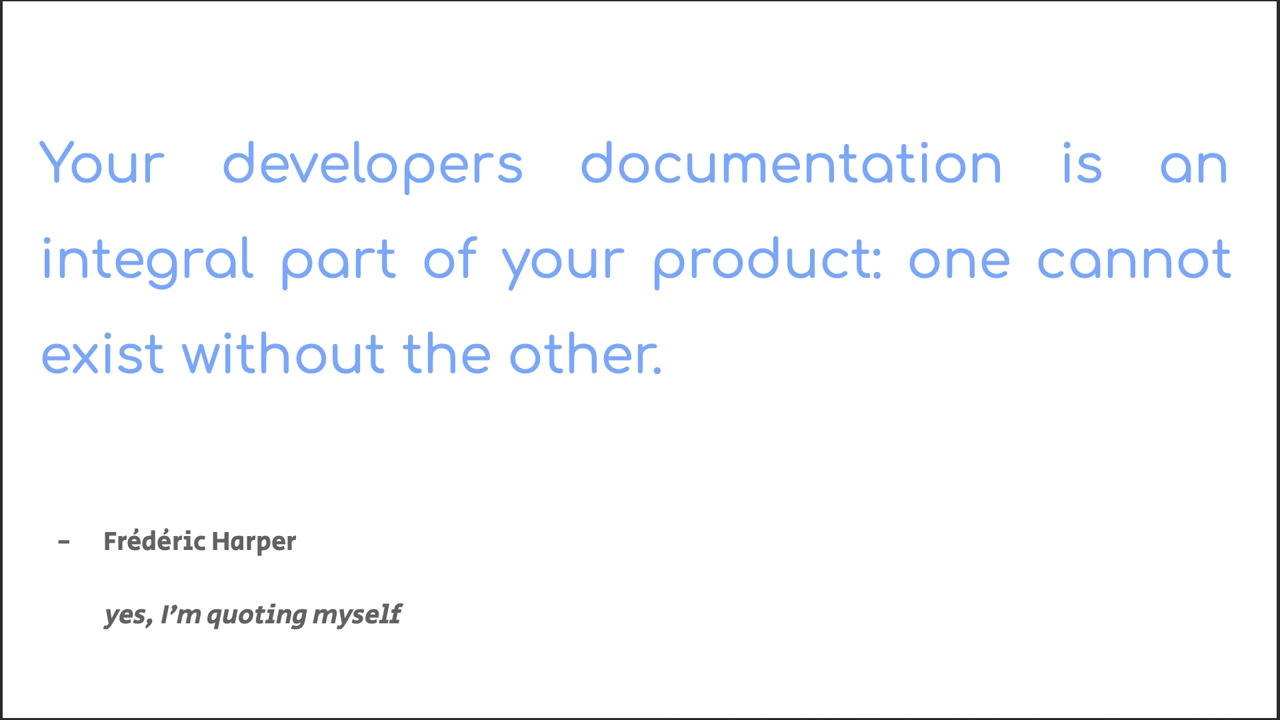 Your developers documentation is an
integral part of your product: one cannot
exist without the other.
– Frédéric Harper
yes, I’m quoting myself